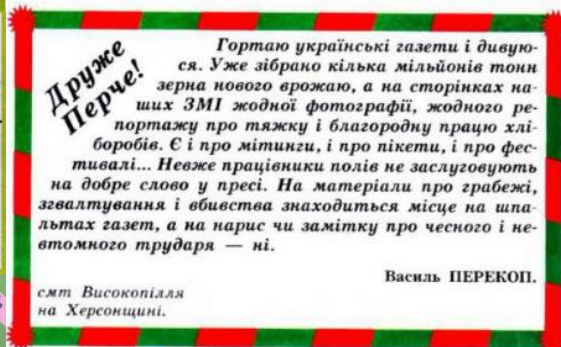 Друже
Перче!
Гортаю українські газети і дивую-
ся. Уже зібрано кілька мільйонів тонн
зерна нового врожаю, а на сторінках на-
ших ЗМІ жодної фотографії, жодного ре-
портажу про тяжку і благородну працю хлі-
боробів. Є і про мітинги, і про пікети, і про фес-
тивалі... Невже працівники полів не заслуговують
на добре слово у пресі. На матеріали про грабежі,
згвалтування і вбивства знаходиться місце на шпа-
льтах газет, а на нарис чи замітку про чесного і не-
втомного трударя — ні.
Василь ПЕРЕКОП.
смт Високопілля
на Херсонщині.